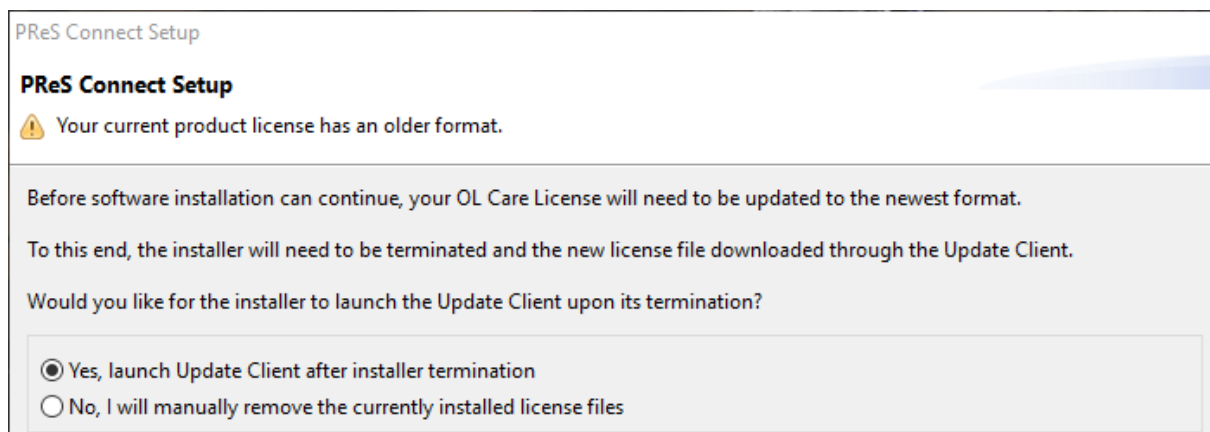 PReS Connect Setup
PReS Connect Setup
Your current product license has an older format.
Before software installation can continue, your OL Care License will need to be updated to the newest format.
To this end, the installer will need to be terminated and the new license file downloaded through the Update Client.
Would you like for the installer to launch the Update Client upon its termination?
Yes, launch Update Client after installer termination
No, I will manually remove the currently installed license files